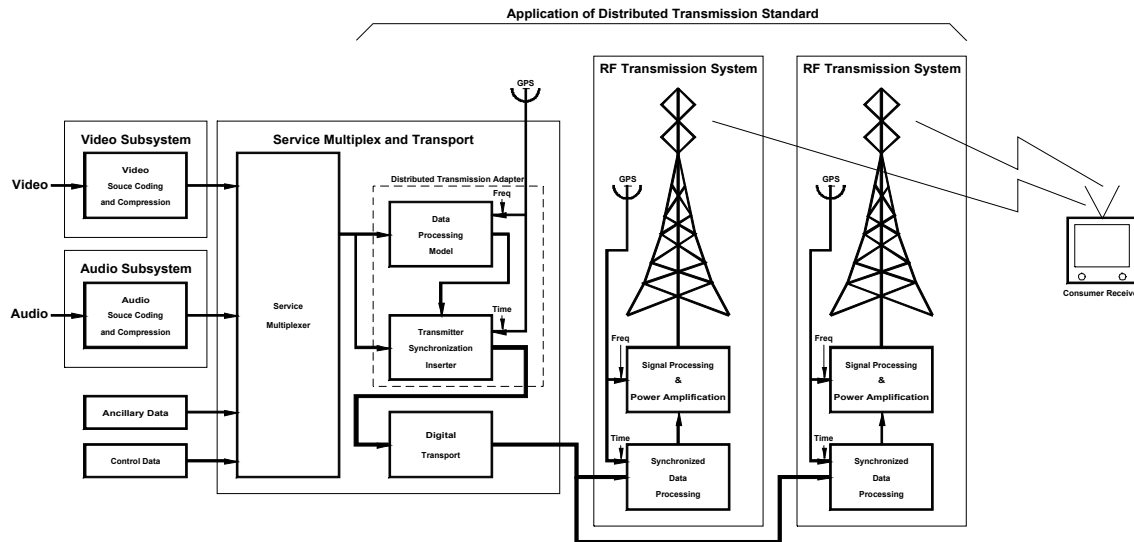 Application of Distributed Transmission Standard
RF Transmission System
RF Transmission System
GPS
Video Subsystem
Service Multiplex and Transport
Video
Souce Coding
and Compression
Video
Distributed Transmission Adapter
Freq
GPS
GPS
Data
Processing
Model
Audio Subsystem
Audio
Souce Coding
and Compression
Audio
Service
Multiplexer
Time
Transmitter
Synchronization
Inserter
Consumer Receiver
Freq
Signal Processing
&
Power Amplification
Freq
Signal Processing
&
Power Amplification
Ancillary Data
Control Data
Digital
Transport
Time
Synchronized
Data
Processing
Time
Synchronized
Data
Processing